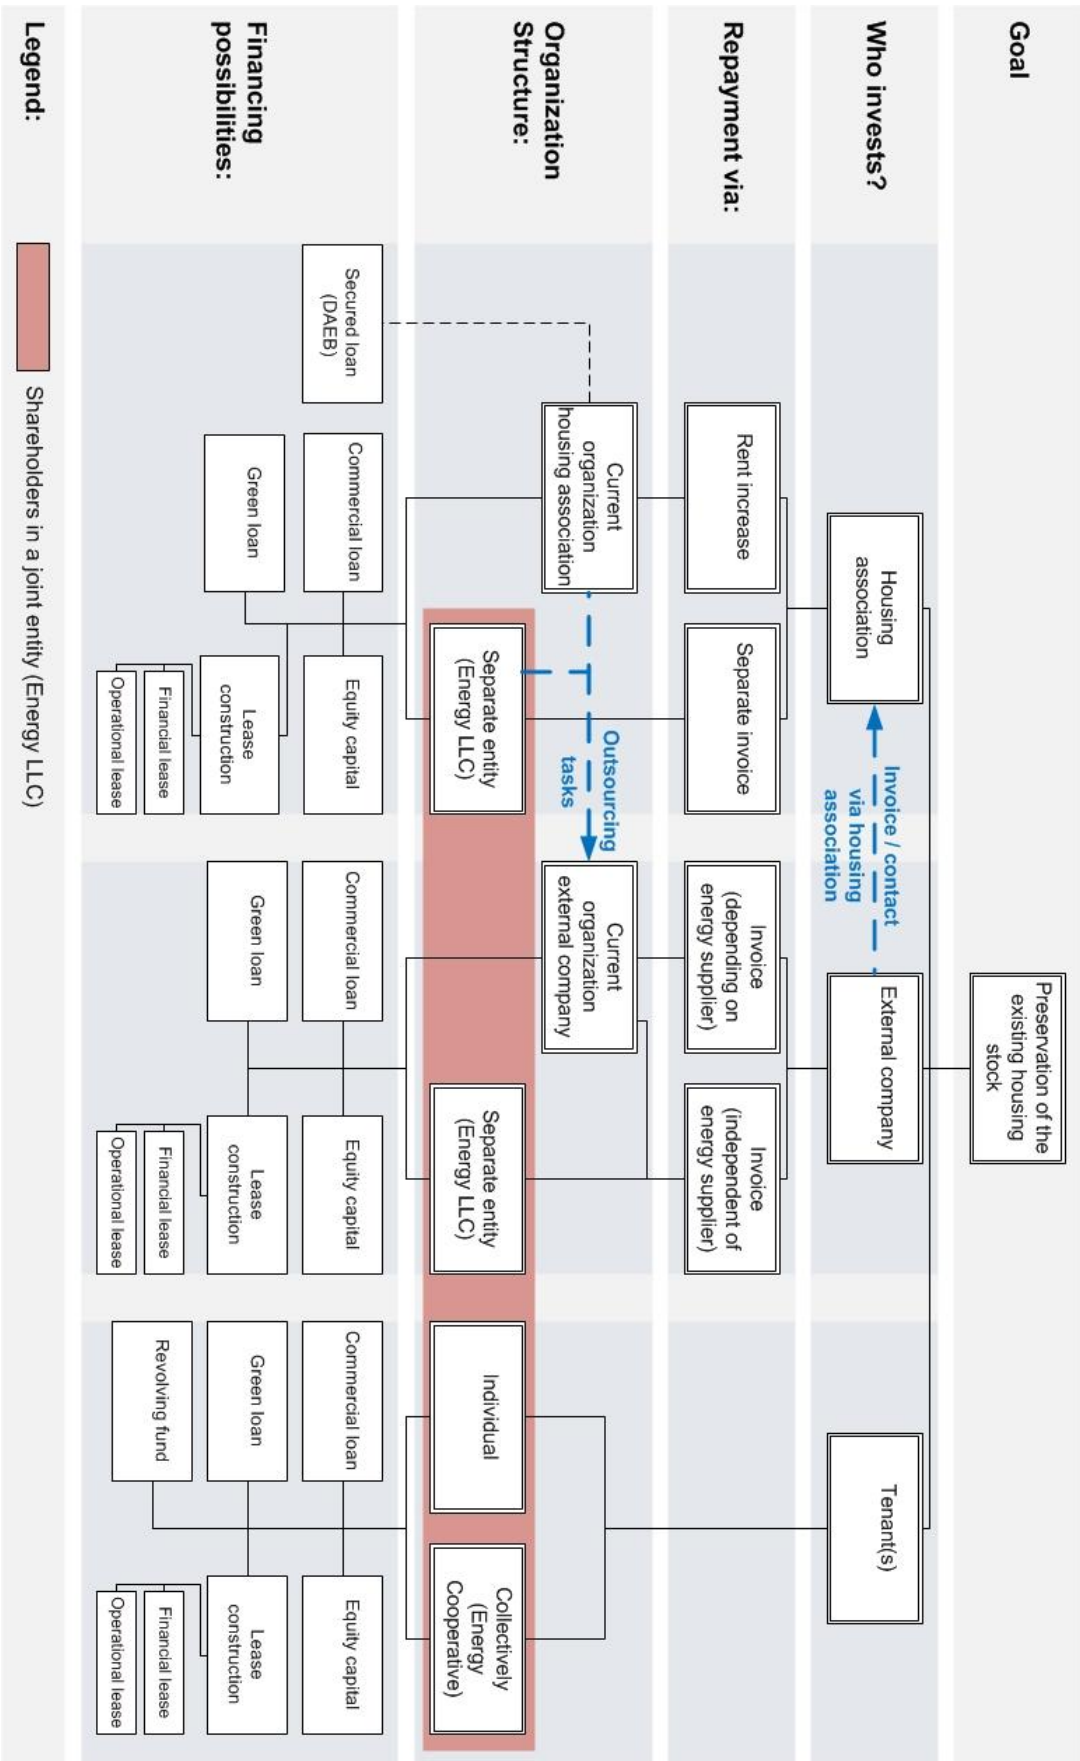 Goal
Preservation of the
existing housing
stock
Who invests?
Housing
association
Invoice / contact
via housing
association
External company
Tenant(s)
Repayment via:
Rent increase
Separate invoice
Invoice
(depending on
energy supplier)
Invoice
(independent of
energy supplier)
Organization
Structure:
Current
organization
housing association
Outsourcing
tasks
Current
organization
external company
Separate entity
(Energy LLC)
Separate entity
(Energy LLC)
Individual
Collectively
(Energy
Cooperative)
Financing
possibilities:
Secured loan
(DAEB)
Commercial loan
Equity capital
Green loan
Lease
construction
Financial lease
Operational lease
Commercial loan
Equity capital
Green loan
Lease
construction
Financial lease
Operational lease
Commercial loan
Equity capital
Green loan
Lease
construction
Revolving fund
Financial lease
Operational lease
Legend:
Shareholders in a joint entity (Energy LLC)